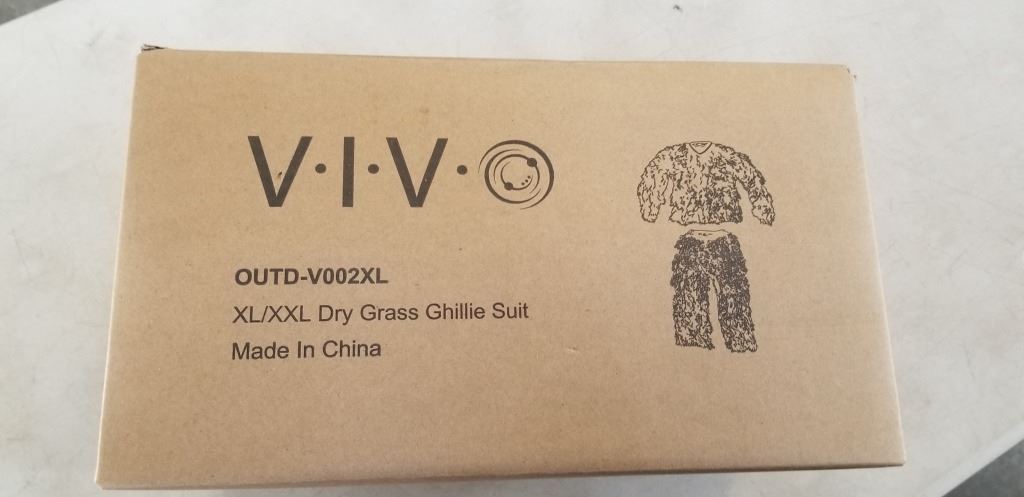 V·I·V·O
OUTD-V002XL
XL/XXL Dry Grass Ghillie Suit
Made In China